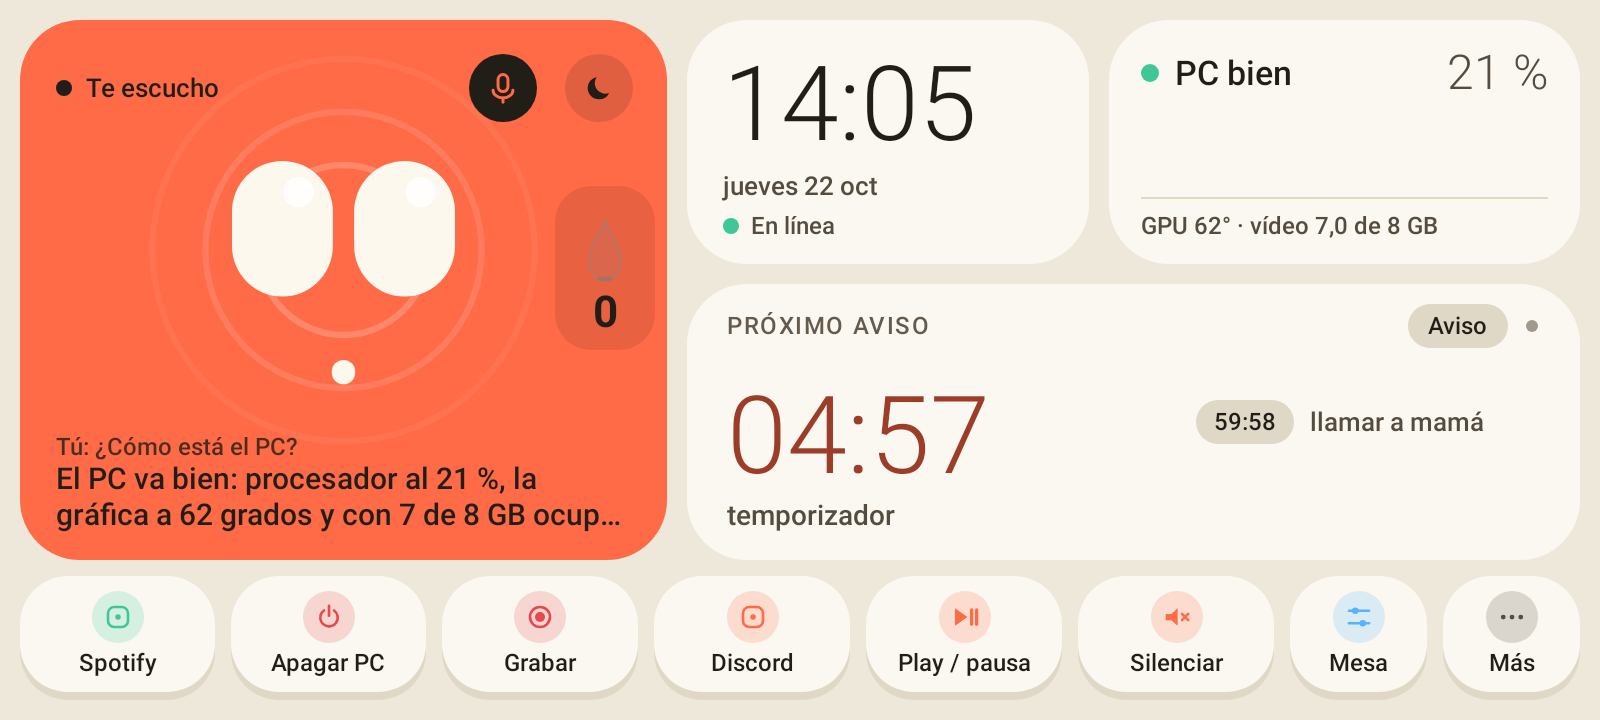 Te escucho
0
Tú: ¿Cómo está el PC?
El PC va bien: procesador al 21 %, la
gráfica a 62 grados y con 7 de 8 GB ocup...
14:05
jueves 22 oct
En línea
PC bien
21 %
GPU 62° · vídeo 7,0 de 8 GB
PRÓXIMO AVISO
Aviso
04:57
temporizador
59:58
llamar a mamá
Spotify
Apagar PC
Grabar
Discord
Play / pausa
Silenciar
Mesa
Más